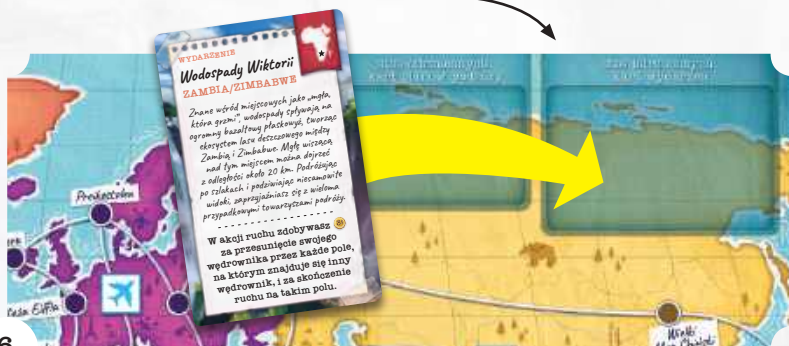 WYDARZENIE
Wodospady Wiktorii
ZAMBIA/ZIMBABWE
Znane wśród miejscowych jako „mgła,
która grzmi”, wodospady spływają na
ogromny bazaltowy płaskowyż, tworząc
ekosystem lasu deszczowego między
Zambią i Zimbabwe. Mgłę wiszącą
nad tym miejscem można dojrzeć
z odległości około 20 km. Podróżując
po szlakach i podziwiając niesamowite
widoki, zaprzyjaźniasz się z wieloma
przypadkowymi towarzyszami podróży.
W akcji ruchu zdobywasz
za przesunięcie swojego
wędrownika przez każde pole,
na którym znajduje się inny
wędrownik, i za skończenie
ruchu na takim polu.
Preikestolen
Eiffla
Wielki
6